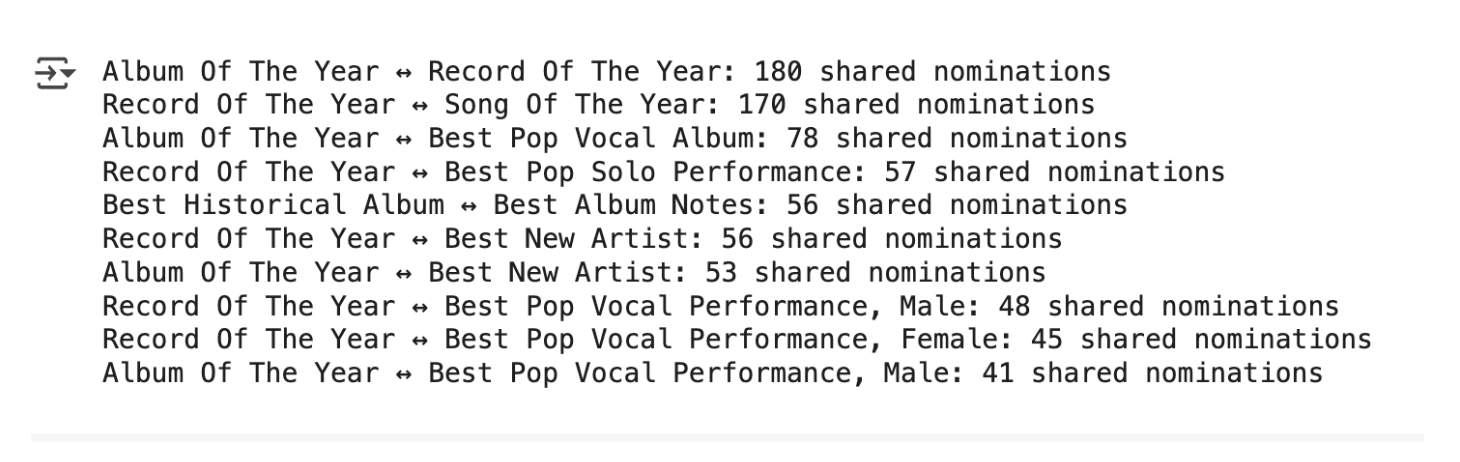 Album Of The Year ↔ Record Of The Year: 180 shared nominations
Record Of The Year ↔ Song Of The Year: 170 shared nominations
Album Of The Year ↔ Best Pop Vocal Album: 78 shared nominations
Record Of The Year ↔ Best Pop Solo Performance: 57 shared nominations
Best Historical Album ↔ Best Album Notes: 56 shared nominations
Record Of The Year ↔ Best New Artist: 56 shared nominations
Album Of The Year ↔ Best New Artist: 53 shared nominations
Record Of The Year ↔ Best Pop Vocal Performance, Male: 48 shared nominations
Record Of The Year ↔ Best Pop Vocal Performance, Female: 45 shared nominations
Album Of The Year ↔ Best Pop Vocal Performance, Male: 41 shared nominations